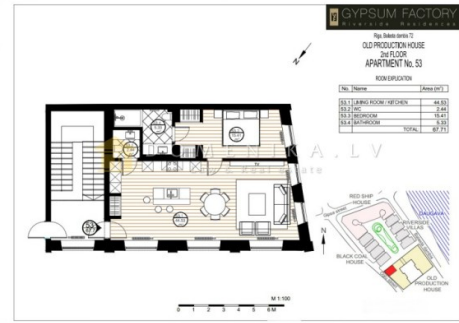 GYPSUM FACTORY
Riverside Residences
Riga, Balasta dambis 72
OLD PRODUCTION HOUSE
2nd FLOOR
APARTMENT No. 53
ROOM EXPLICATION
No. Name Area (m²)
53.1 LIVING ROOM / KITCHEN 44.53
53.2 WC 2.44
53.3 BEDROOM 15.41
53.4 BATHROOM 5.33
TOTAL: 67.71
N
RED SHIP HOUSE
DAUGAVA
RIVERSIDE VILLAS
BLACK COAL HOUSE
OLD PRODUCTION HOUSE
N
M 1:100
0 1 2 3 4 5 6 M